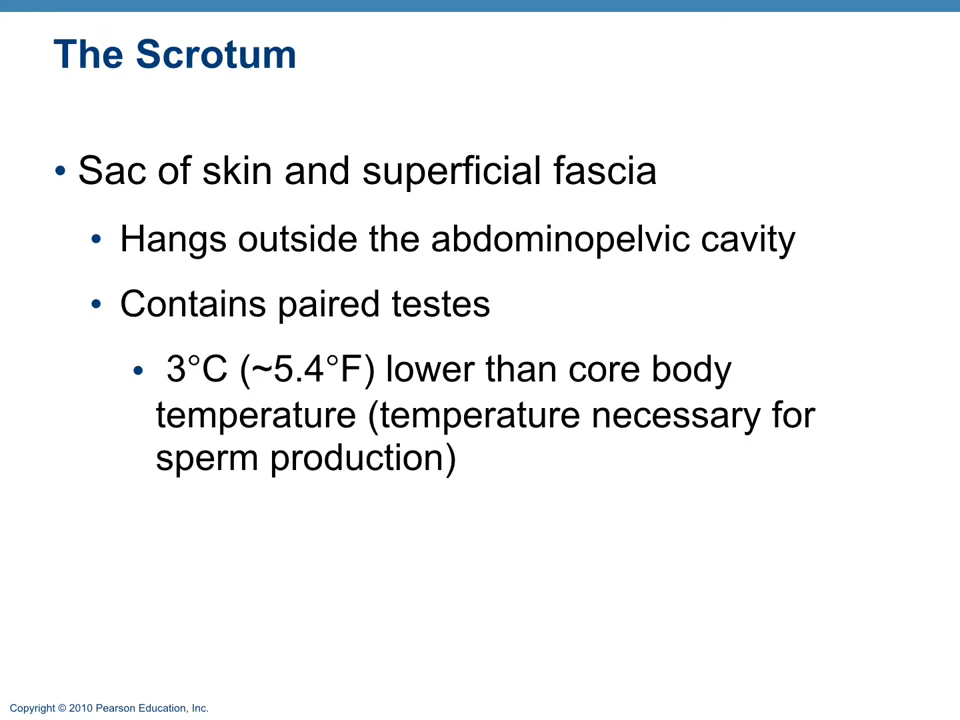 The Scrotum
• Sac of skin and superficial fascia
• Hangs outside the abdominopelvic cavity
• Contains paired testes
• 3°C (~5.4°F) lower than core body
temperature (temperature necessary for
sperm production)
Copyright © 2010 Pearson Education, Inc.